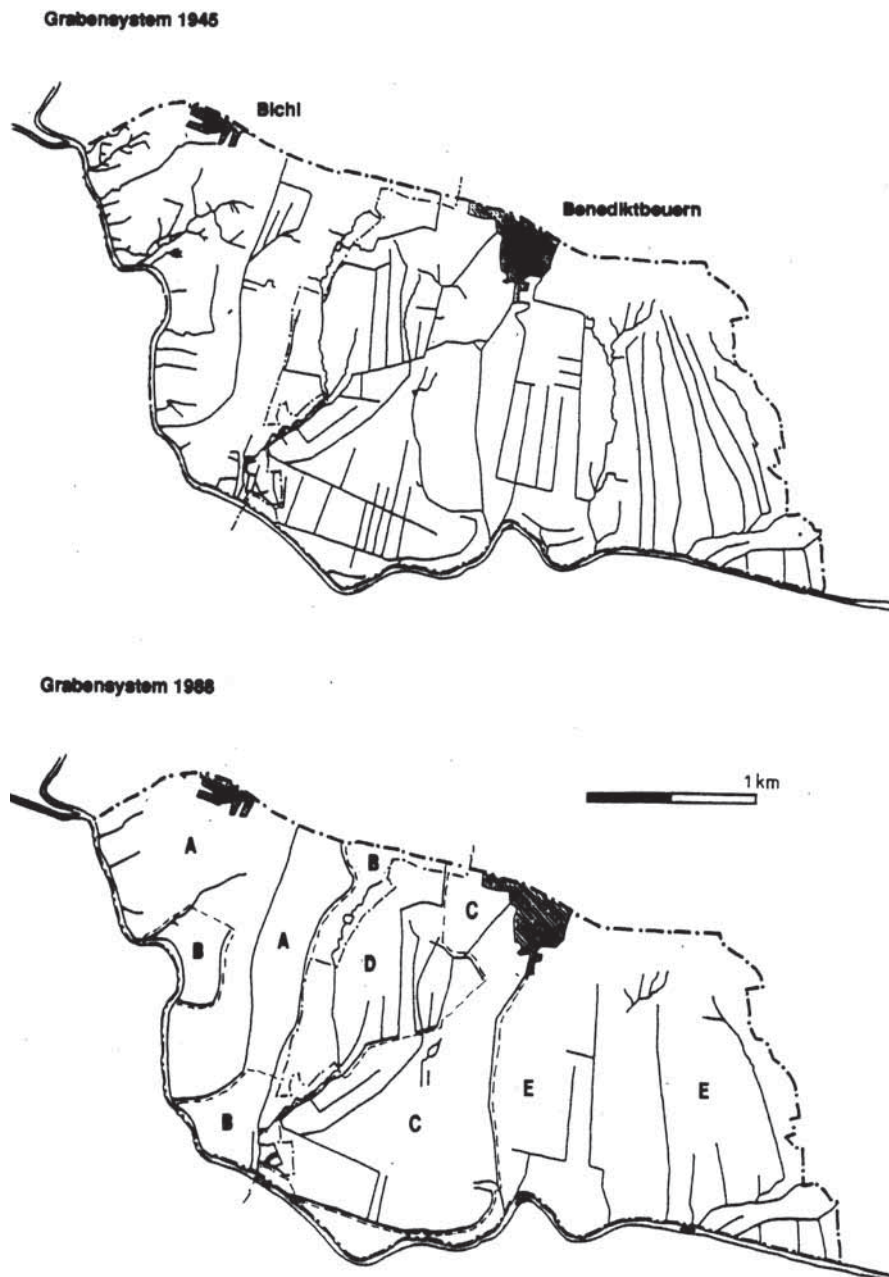 Grabensystem 1945
Bichl
Benediktbeuern
Grabensystem 1988
1 km
A
B
C
B
A
D
E
E
B
C